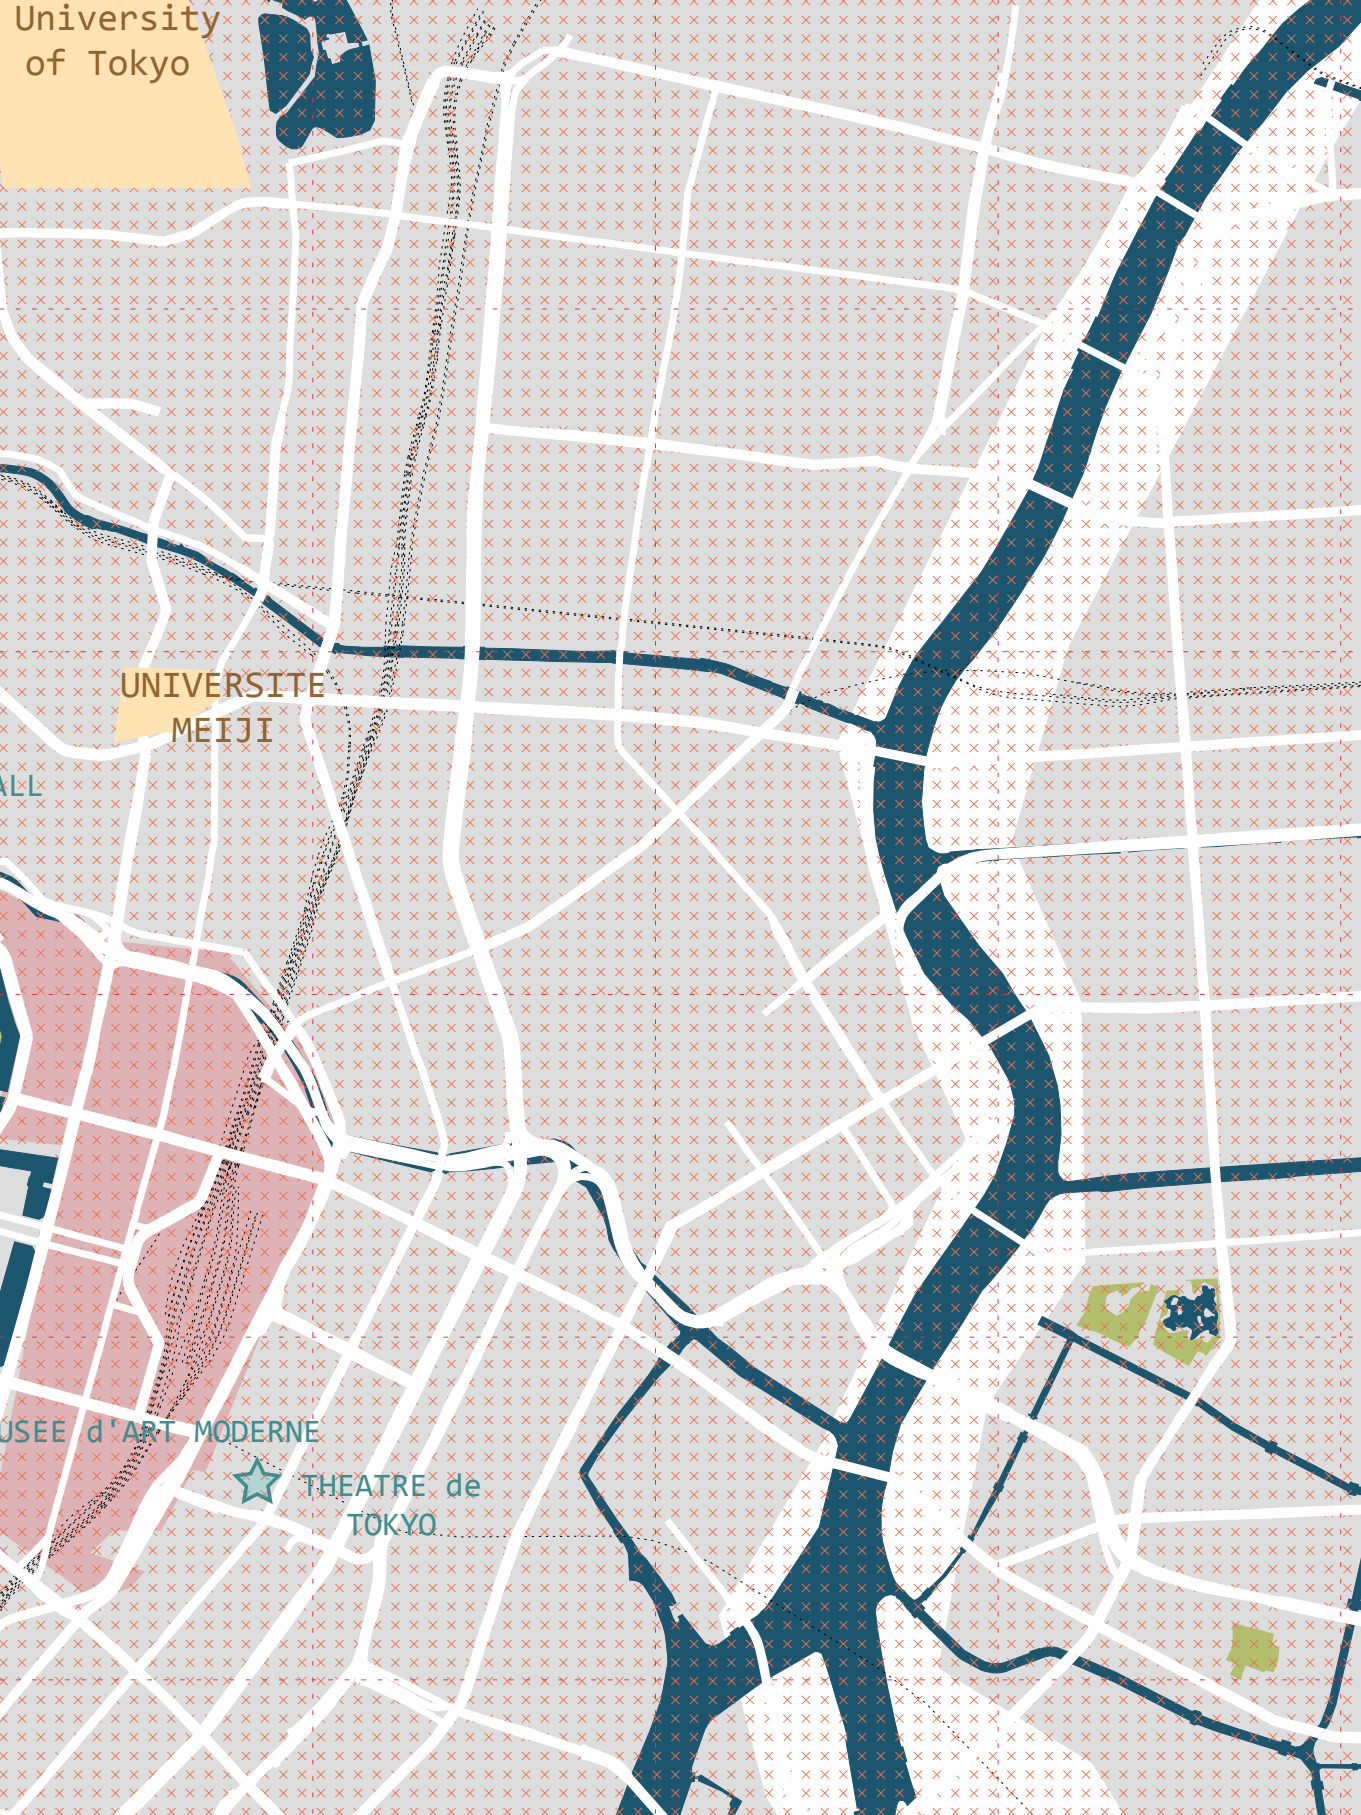 University
of Tokyo
UNIVERSITE
MEIJI
ALL
USEE d'ART MODERNE
THEATRE de
TOKYO